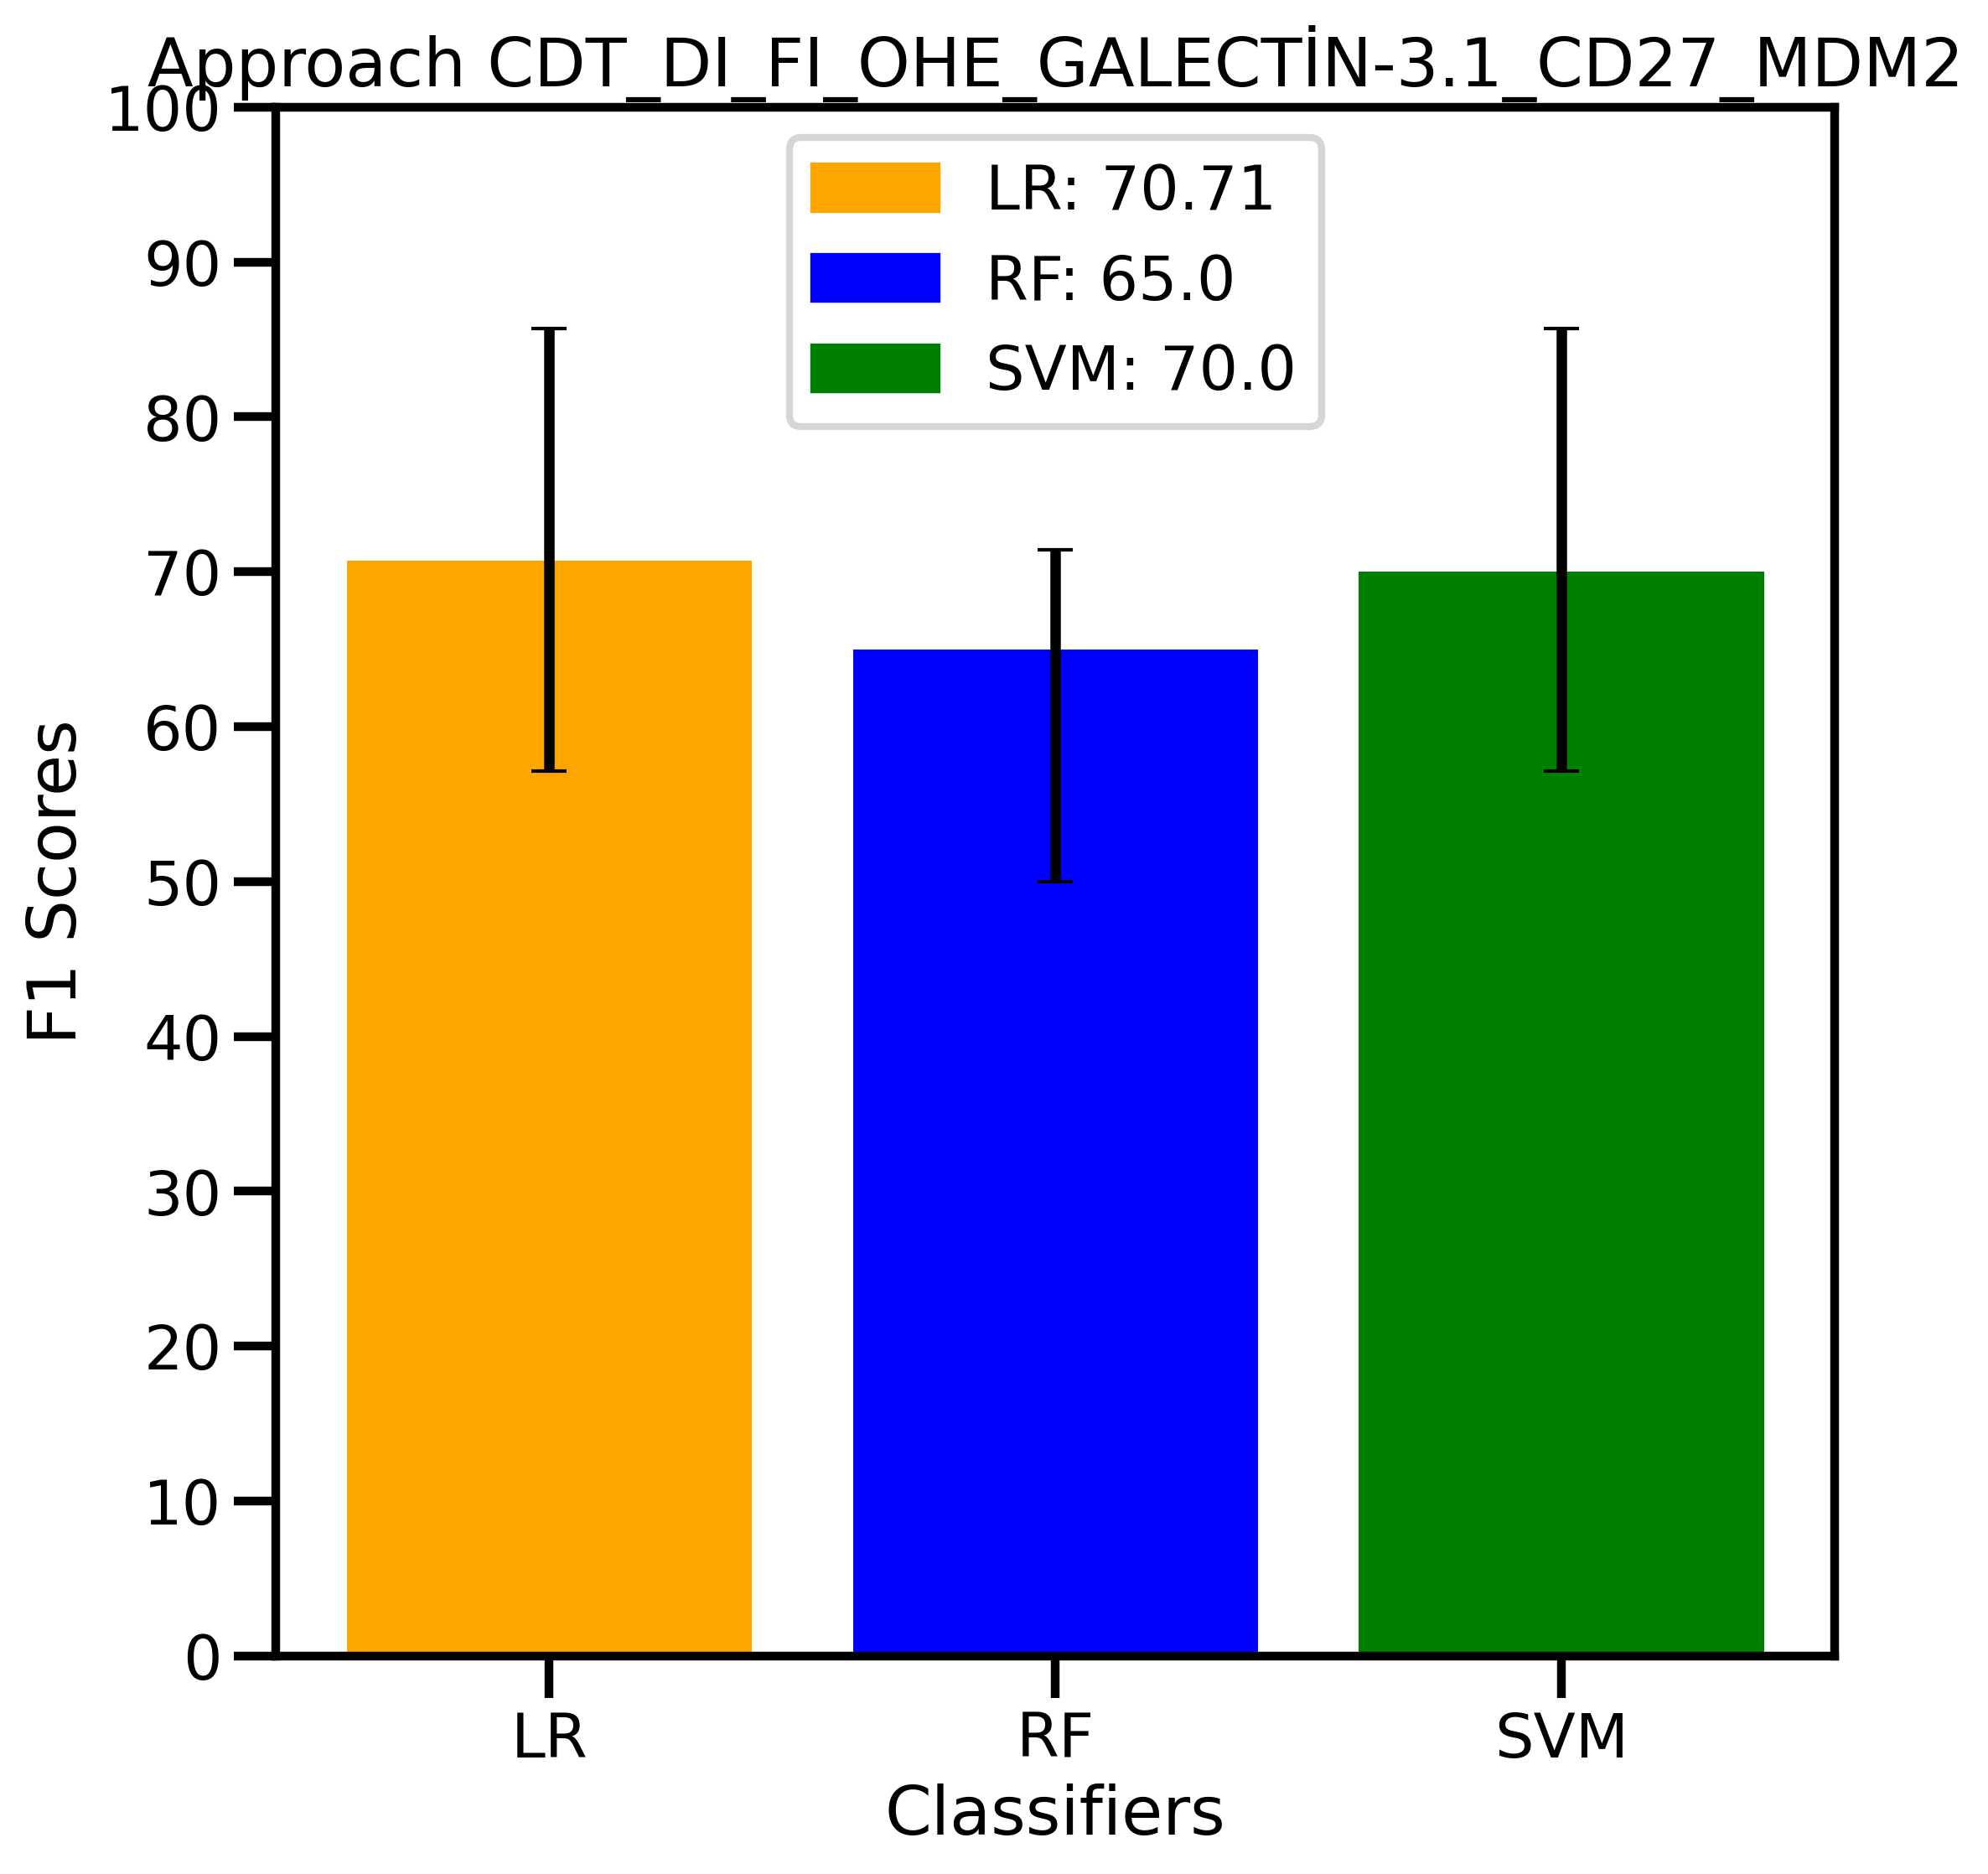 Approach CDT_DI_FI_OHE_GALECTİN-3.1_CD27_MDM2
LR: 70.71
RF: 65.0
SVM: 70.0
100
90
80
70
60
50
40
30
20
10
0
F1 Scores
LR
RF
SVM
Classifiers